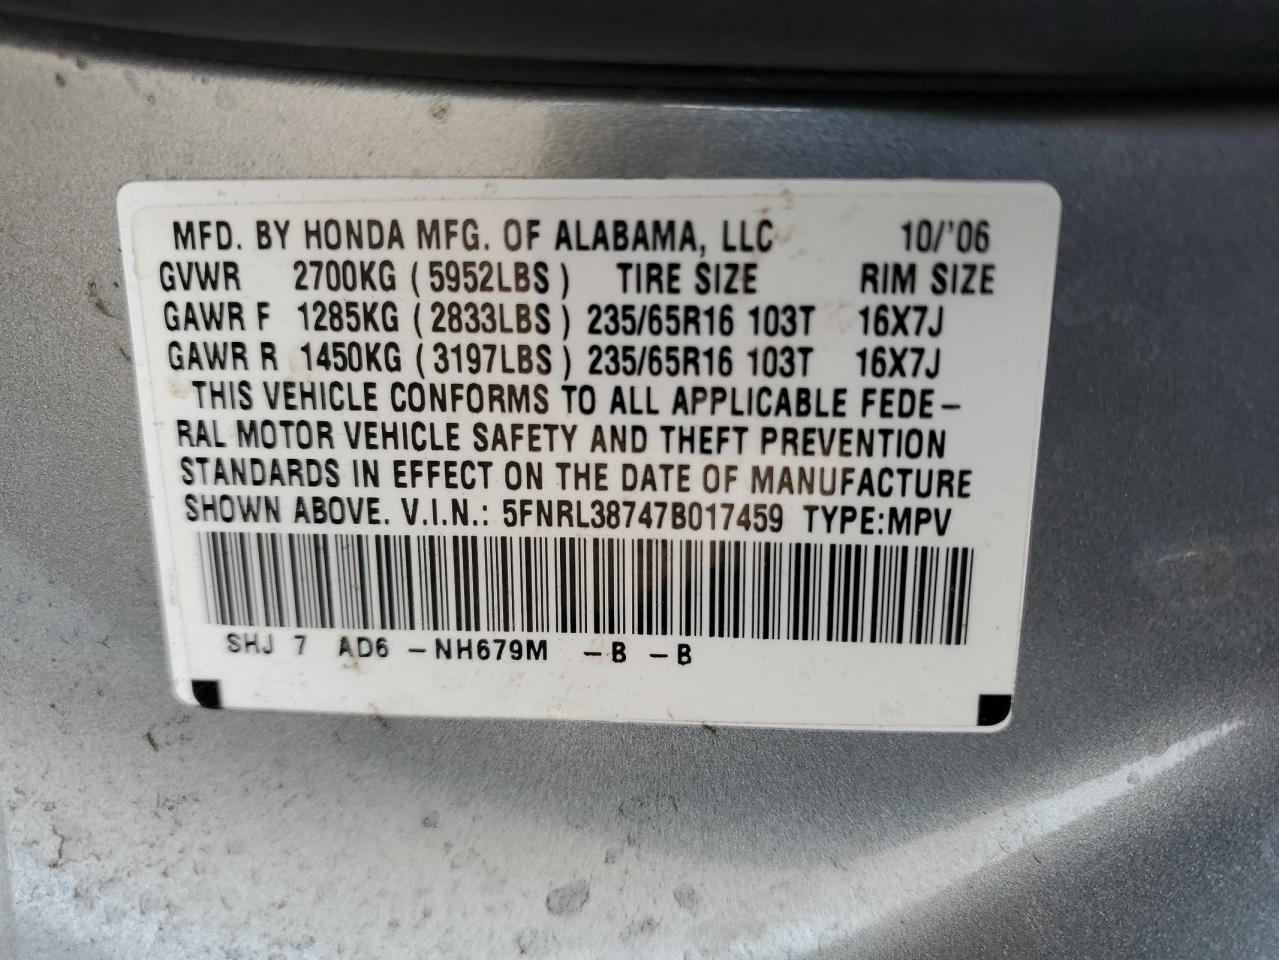 MFD. BY HONDA MFG. OF ALABAMA, LLC 10/'06
GVWR 2700KG (5952LBS) TIRE SIZE RIM SIZE
GAWR F 1285KG (2833LBS) 235/65R16 103T 16X7J
GAWR R 1450KG (3197LBS) 235/65R16 103T 16X7J
THIS VEHICLE CONFORMS TO ALL APPLICABLE FEDE-
RAL MOTOR VEHICLE SAFETY AND THEFT PREVENTION
STANDARDS IN EFFECT ON THE DATE OF MANUFACTURE
SHOWN ABOVE. V.I.N.: 5FNRL38747B017459 TYPE:MPV
SHJ 7 AD6 -NH679M -B -B